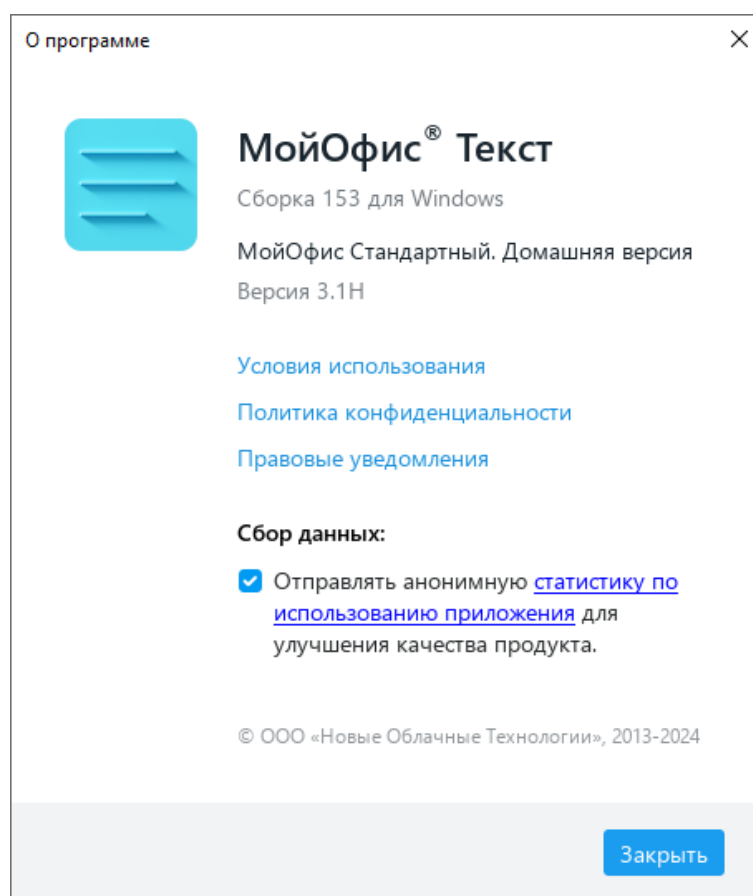 О программе
МойОфис® Текст
Сборка 153 для Windows
МойОфис Стандартный. Домашняя версия
Версия 3.1H
Условия использования
Политика конфиденциальности
Правовые уведомления
Сбор данных:
Отправлять анонимную статистику по
использованию приложения для
улучшения качества продукта.
© ООО «Новые Облачные Технологии», 2013-2024
Закрыть